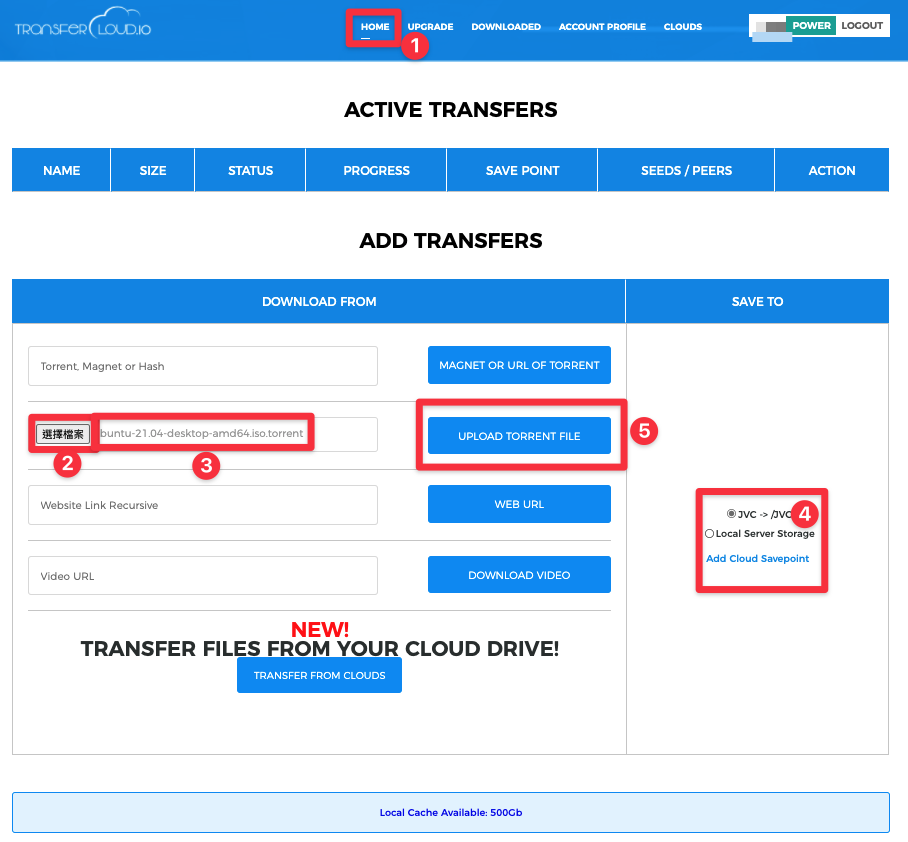 TRANSFERCLOUD.IO
HOME UPGRADE DOWNLOADED ACCOUNT PROFILE CLOUDS POWER LOGOUT
1
ACTIVE TRANSFERS
NAME SIZE STATUS PROGRESS SAVE POINT SEEDS / PEERS ACTION
ADD TRANSFERS
DOWNLOAD FROM SAVE TO
Torrent, Magnet or Hash MAGNET OR URL OF TORRENT
選擇檔案 buntu-21.04-desktop-amd64.iso.torrent UPLOAD TORRENT FILE 5
2 3
Website Link Recursive WEB URL
JVC -> /JVC 4
Local Server Storage
Add Cloud Savepoint
Video URL DOWNLOAD VIDEO
NEW!
TRANSFER FILES FROM YOUR CLOUD DRIVE!
TRANSFER FROM CLOUDS
Local Cache Available: 500Gb